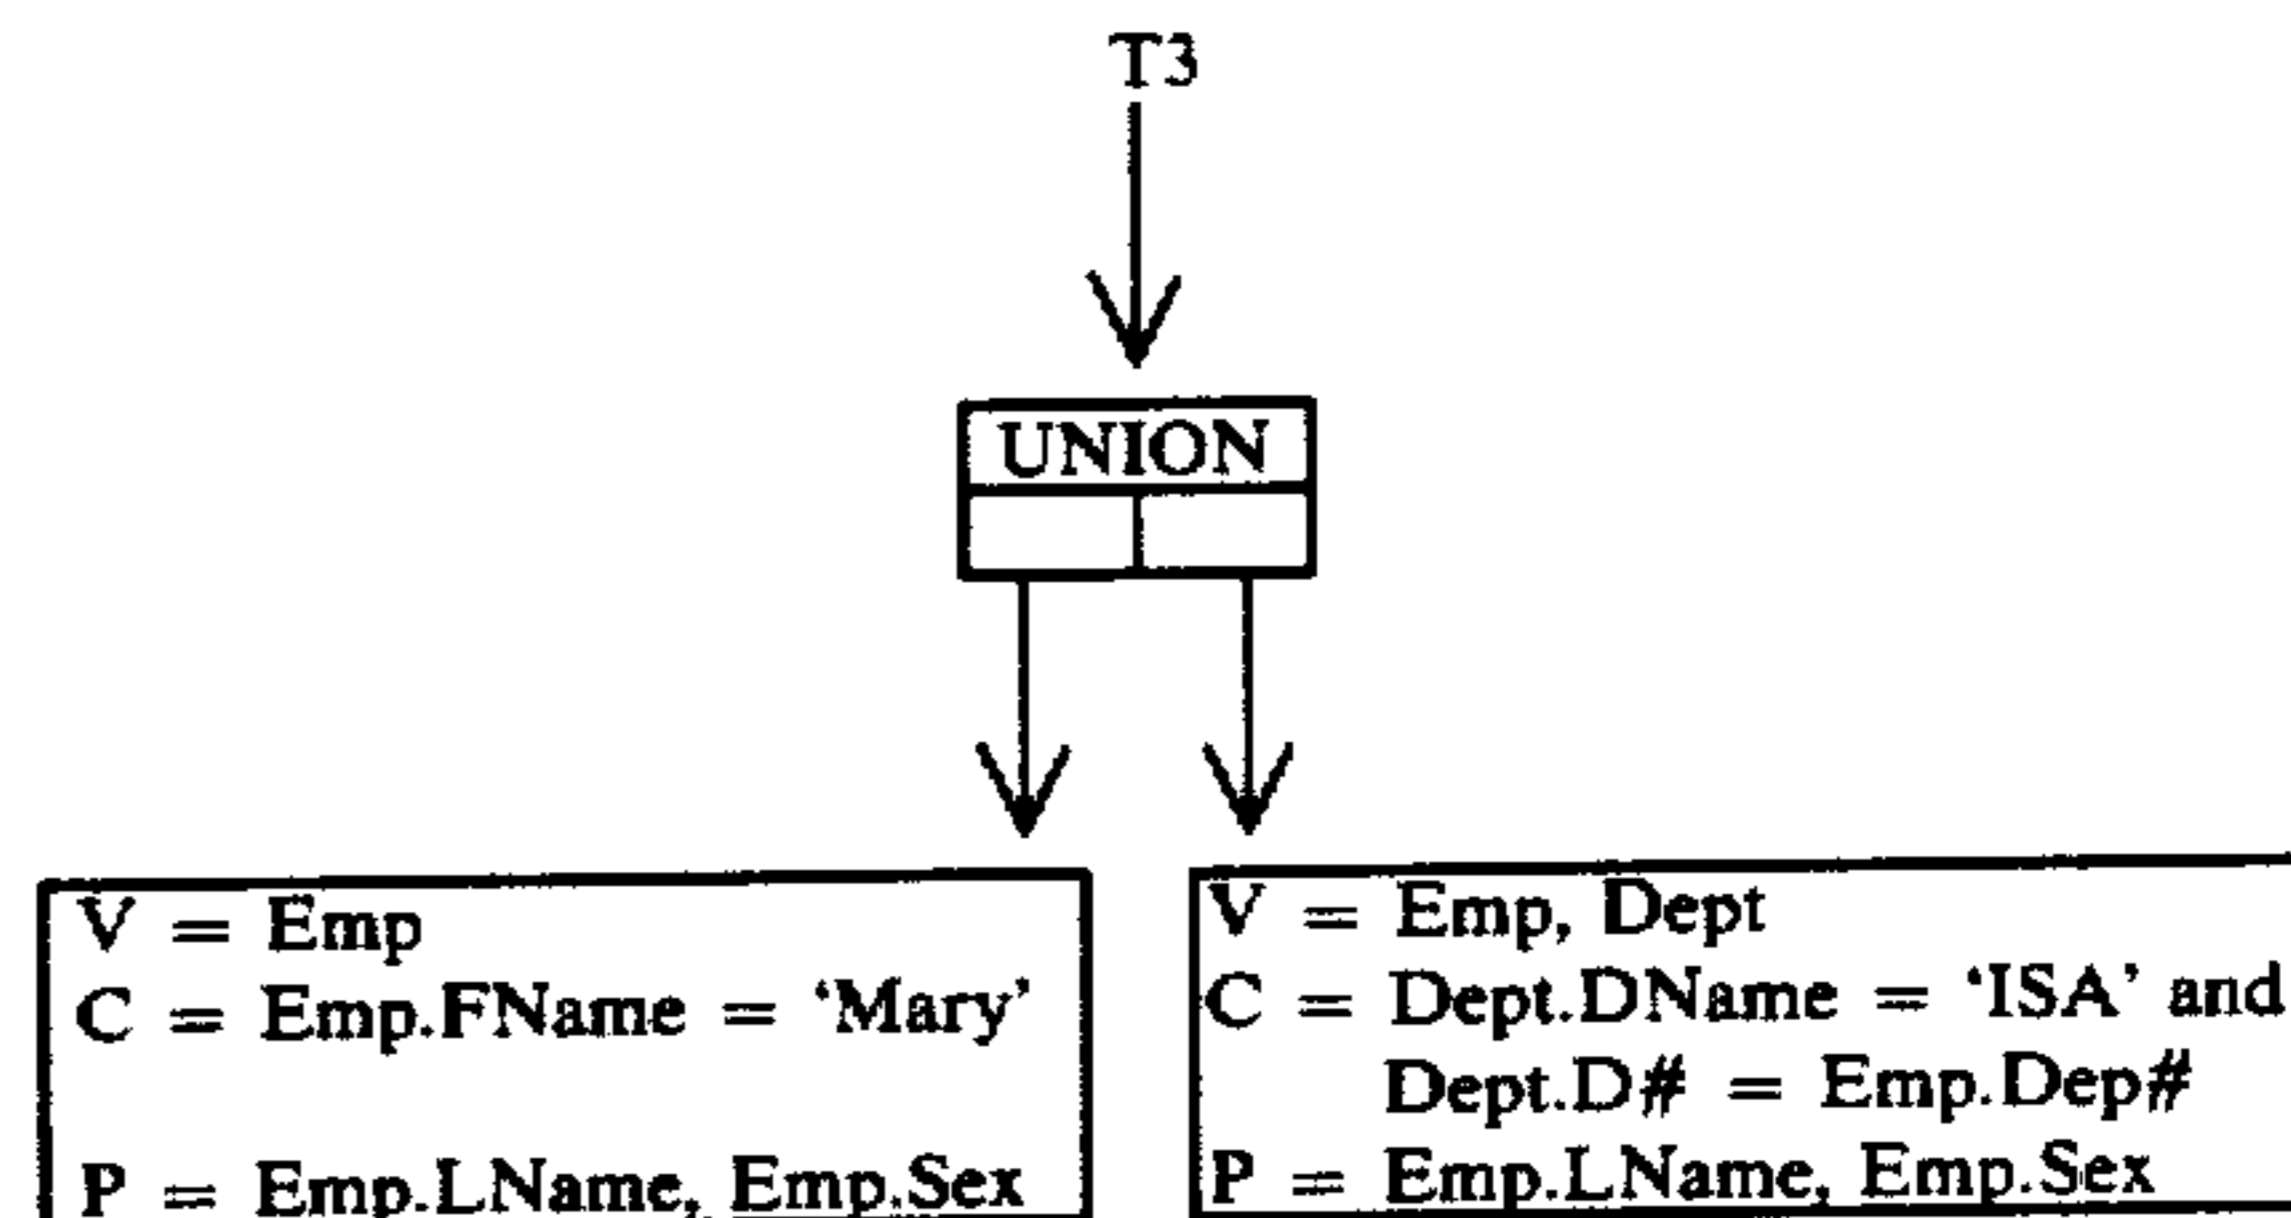 T3
UNION
V = Emp
C = Emp.FName = ‘Mary’
P = Emp.LName, Emp.Sex
V = Emp, Dept
C = Dept.DName = ‘ISA’ and
Dept.D# = Emp.Dep#
P = Emp.LName, Emp.Sex